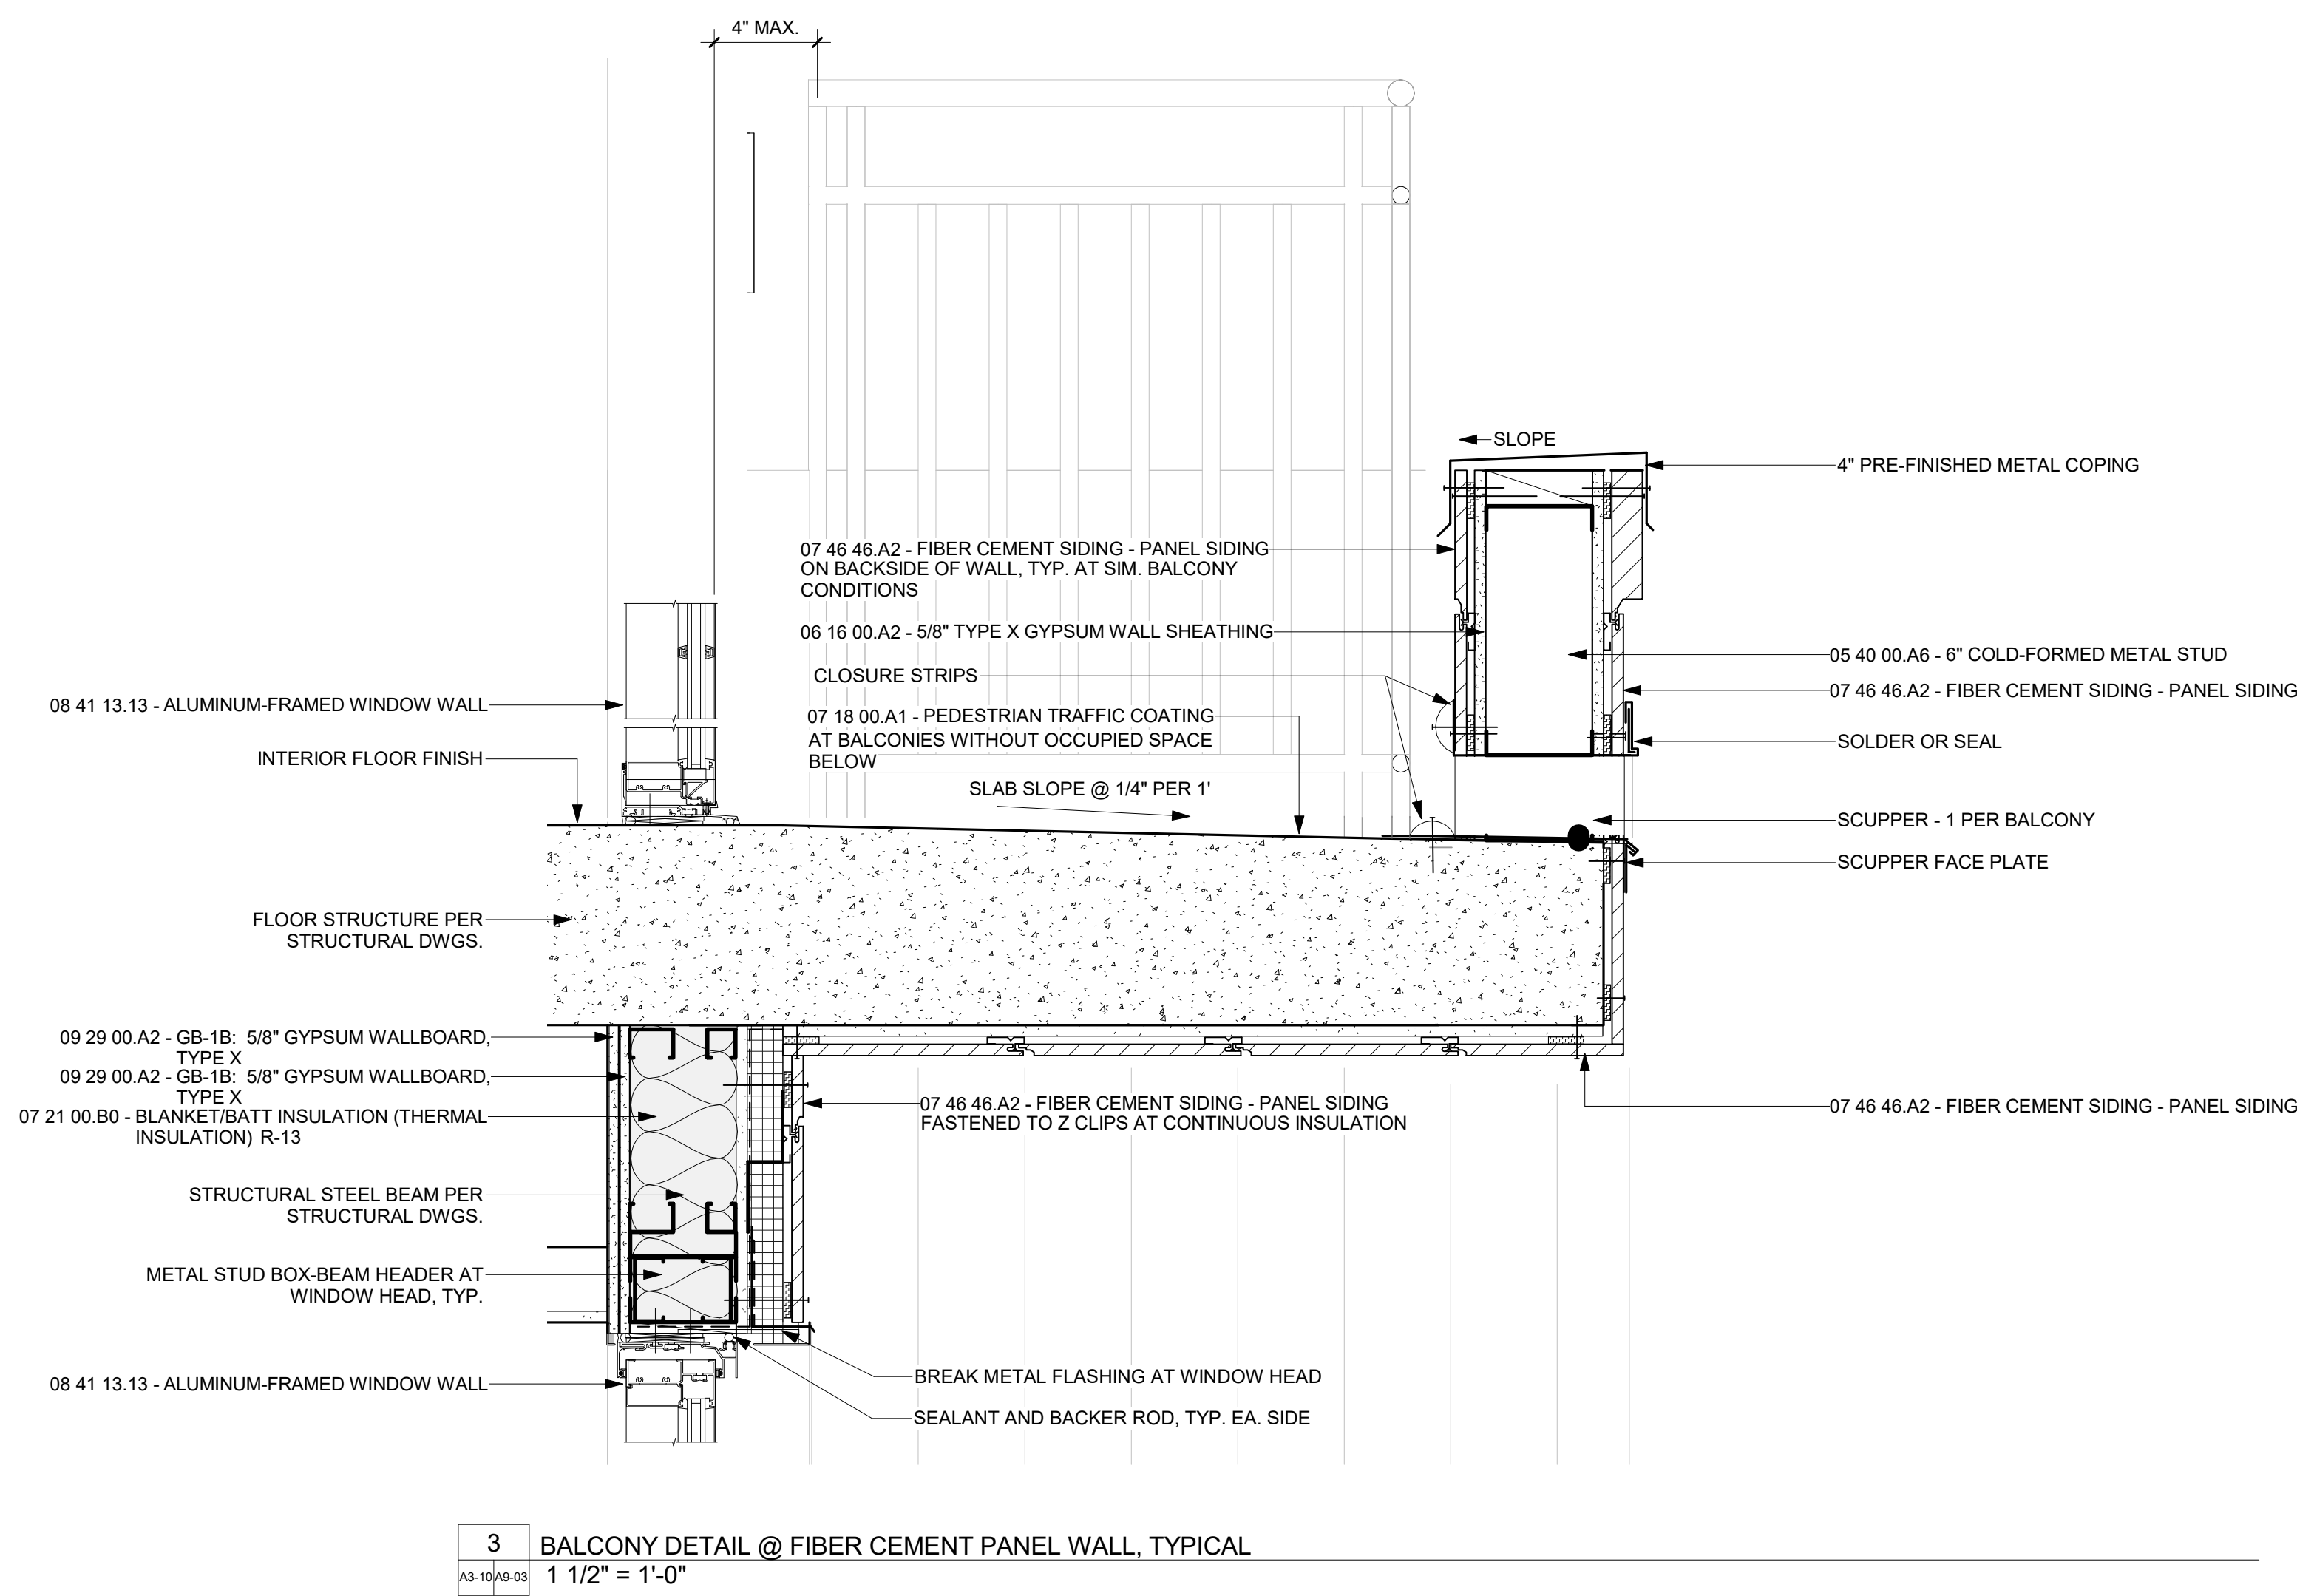 4" MAX.
SLOPE
4" PRE-FINISHED METAL COPING
07 46 46.A2 - FIBER CEMENT SIDING - PANEL SIDING
ON BACKSIDE OF WALL, TYP. AT SIM. BALCONY
CONDITIONS
06 16 00.A2 - 5/8" TYPE X GYPSUM WALL SHEATHING
CLOSURE STRIPS
05 40 00.A6 - 6" COLD-FORMED METAL STUD
07 46 46.A2 - FIBER CEMENT SIDING - PANEL SIDING
08 41 13.13 - ALUMINUM-FRAMED WINDOW WALL
07 18 00.A1 - PEDESTRIAN TRAFFIC COATING
AT BALCONIES WITHOUT OCCUPIED SPACE
BELOW
SOLDER OR SEAL
INTERIOR FLOOR FINISH
SLAB SLOPE @ 1/4" PER 1'
SCUPPER - 1 PER BALCONY
SCUPPER FACE PLATE
FLOOR STRUCTURE PER
STRUCTURAL DWGS.
09 29 00.A2 - GB-1B: 5/8" GYPSUM WALLBOARD,
TYPE X
09 29 00.A2 - GB-1B: 5/8" GYPSUM WALLBOARD,
TYPE X
07 21 00.B0 - BLANKET/BATT INSULATION (THERMAL
INSULATION) R-13
07 46 46.A2 - FIBER CEMENT SIDING - PANEL SIDING
FASTENED TO Z CLIPS AT CONTINUOUS INSULATION
07 46 46.A2 - FIBER CEMENT SIDING - PANEL SIDING
STRUCTURAL STEEL BEAM PER
STRUCTURAL DWGS.
METAL STUD BOX-BEAM HEADER AT
WINDOW HEAD, TYP.
08 41 13.13 - ALUMINUM-FRAMED WINDOW WALL
BREAK METAL FLASHING AT WINDOW HEAD
SEALANT AND BACKER ROD, TYP. EA. SIDE
3
BALCONY DETAIL @ FIBER CEMENT PANEL WALL, TYPICAL
A3-10 A9-03
1 1/2" = 1'-0"